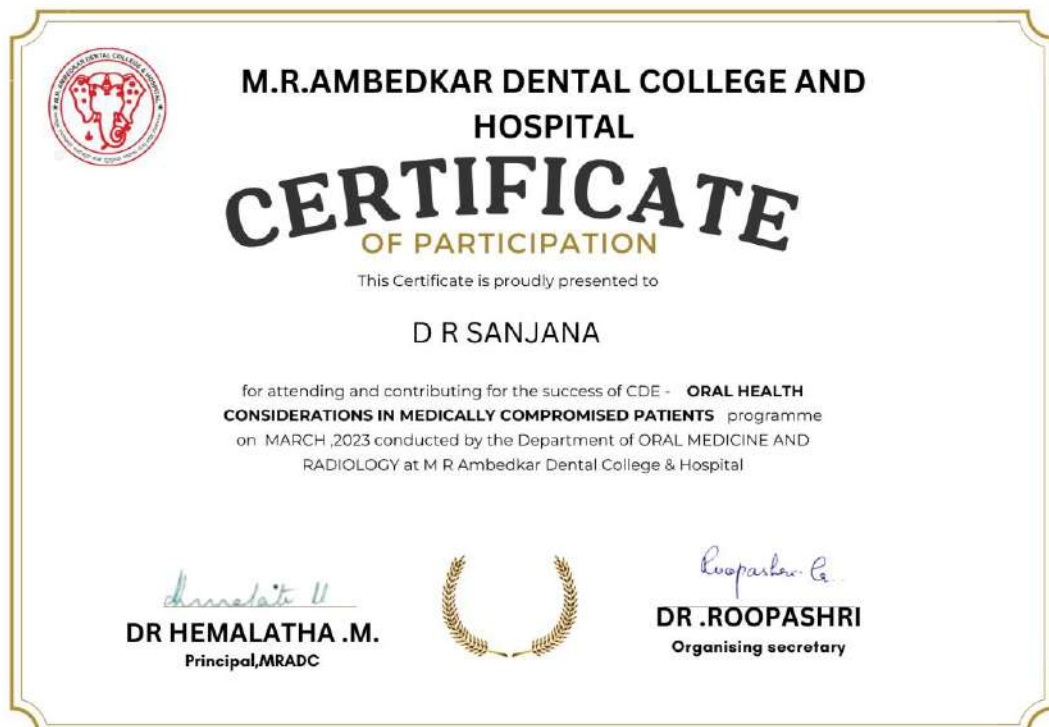 M.R.AMBEDKAR DENTAL COLLEGE AND
HOSPITAL
CERTIFICATE
OF PARTICIPATION
This Certificate is proudly presented to
D R SANJANA
for attending and contributing for the success of CDE - ORAL HEALTH
CONSIDERATIONS IN MEDICALLY COMPROMISED PATIENTS programme
on MARCH ,2023 conducted by the Department of ORAL MEDICINE AND
RADIOLOGY at M R Ambedkar Dental College & Hospital
DR HEMALATHA .M.
Principal,MRADC
Roopashri
DR .ROOPASHRI
Organising secretary